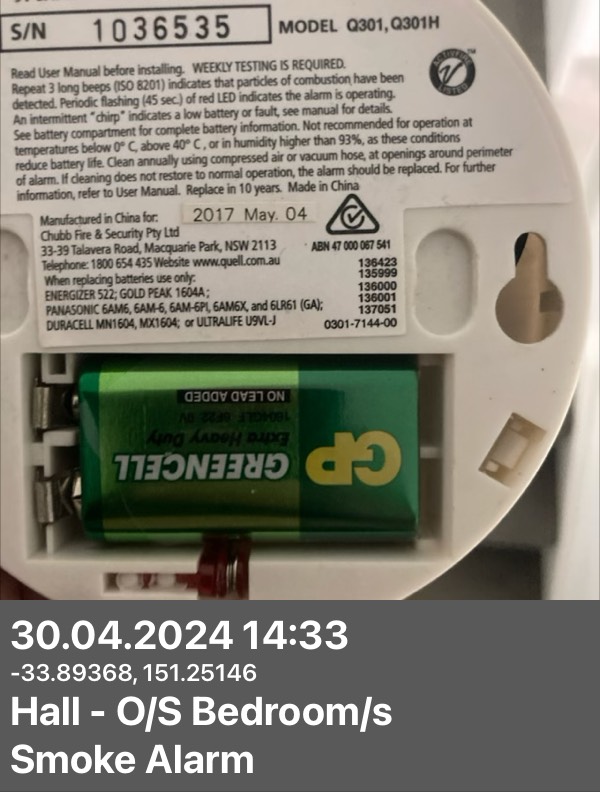 S/N 1036535 MODEL Q301, Q301H
Read User Manual before installing. WEEKLY TESTING IS REQUIRED.
Repeat 3 long beeps (ISO 8201) indicates that particles of combustion have been
detected. Periodic flashing (45 sec.) of red LED indicates the alarm is operating.
An intermittent "chirp" indicates a low battery or fault, see manual for details.
See battery compartment for complete battery information. Not recommended for operation at
temperatures below 0° C, above 40° C, or in humidity higher than 93%, as these conditions
reduce battery life. Clean annually using compressed air or vacuum hose, at openings around perimeter
of alarm. If cleaning does not restore to normal operation, the alarm should be replaced. For further
information, refer to User Manual. Replace in 10 years. Made in China
Manufactured in China for: 2017 May. 04
Chubb Fire & Security Pty Ltd
33-39 Talavera Road, Macquarie Park, NSW 2113 ABN 47 000 067 541
Telephone: 1800 654 435 Website www.quell.com.au 136423
When replacing batteries use only: 135999
ENERGIZER 522; GOLD PEAK 1604A; 136000
PANASONIC 6AM6, 6AM-6, 6AM-6PI, 6AM6X, and 6LR61 (GA); 136001
137051
DURACELL MN1604, MX1604; or ULTRALIFE U9VL-J 0301-7144-00
GP GREENCELL
Extra Heavy Duty
1604GLF 6F22 9V
NO LEAD ADDED
30.04.2024 14:33
-33.89368, 151.25146
Hall - O/S Bedroom/s
Smoke Alarm